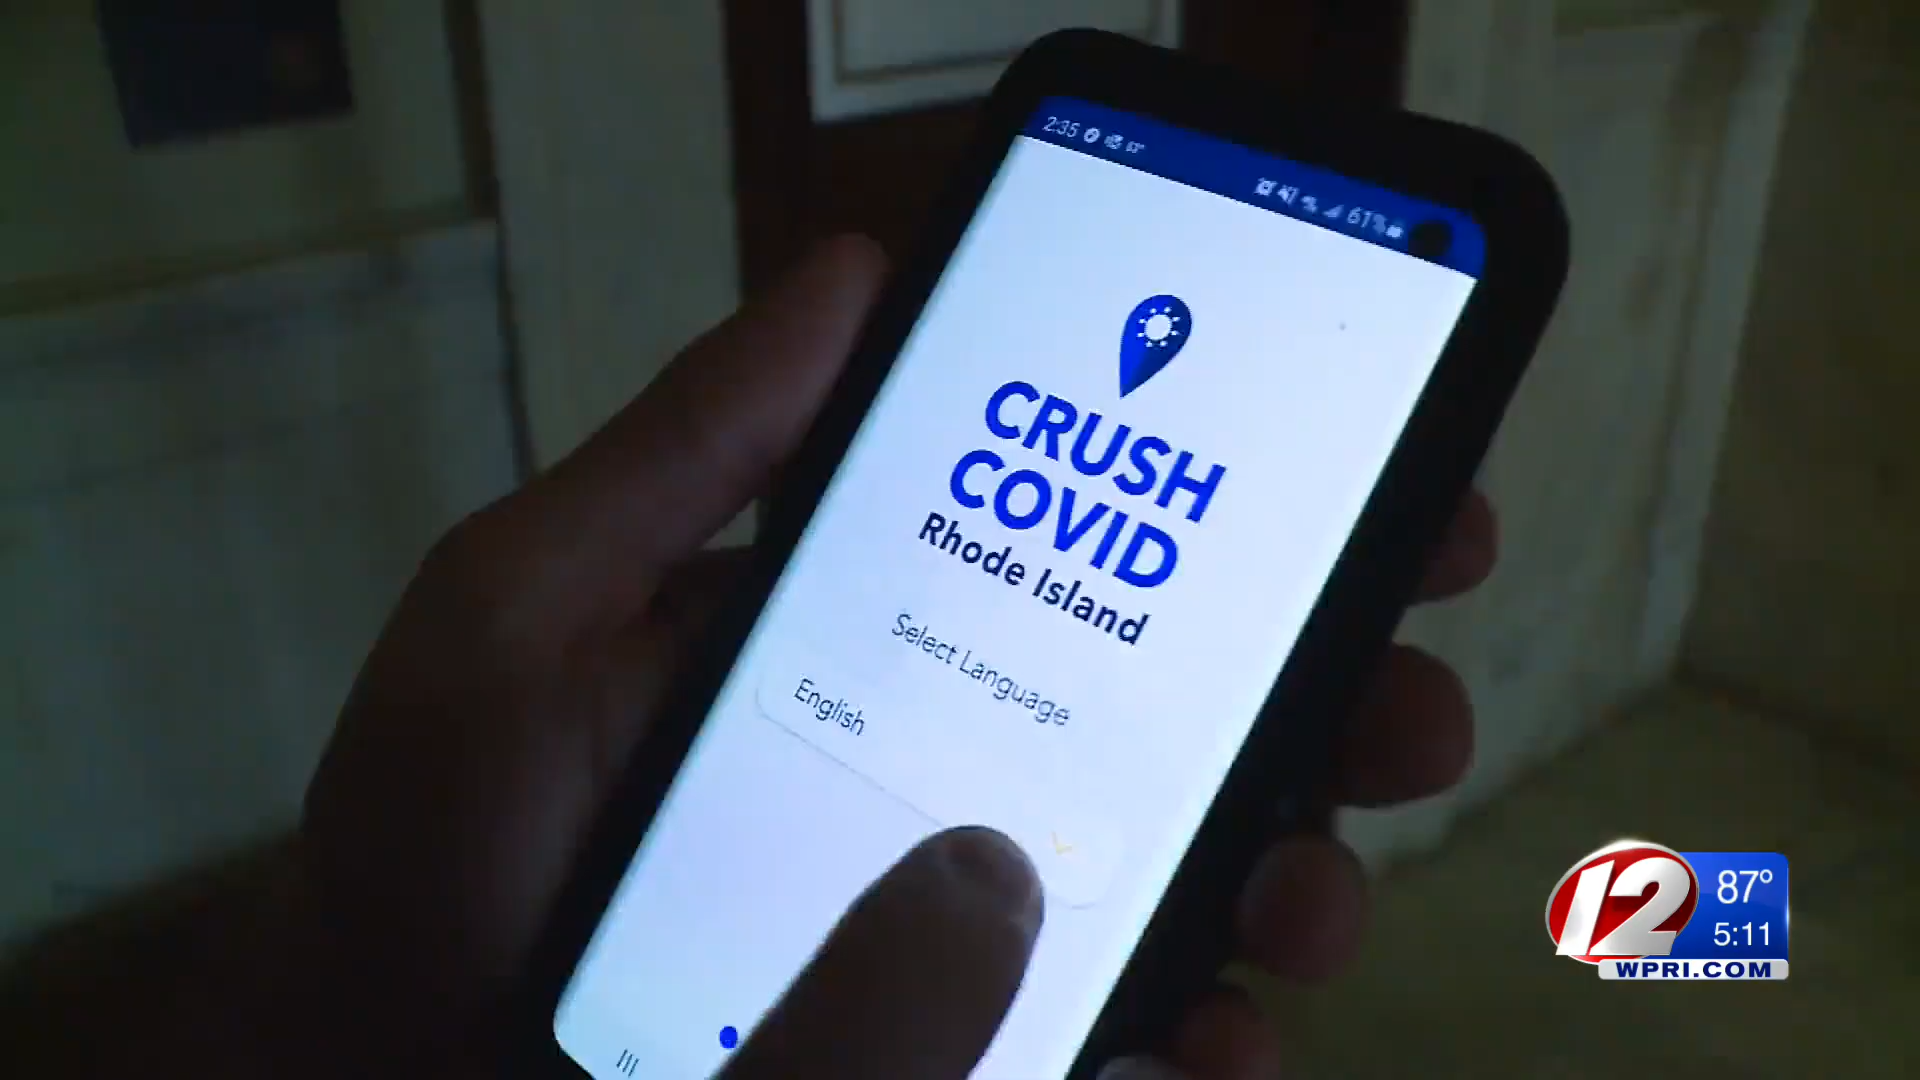 2:35
61%
CRUSH
COVID
Rhode Island
Select Language
English
12
87°
5:11
WPRI.COM